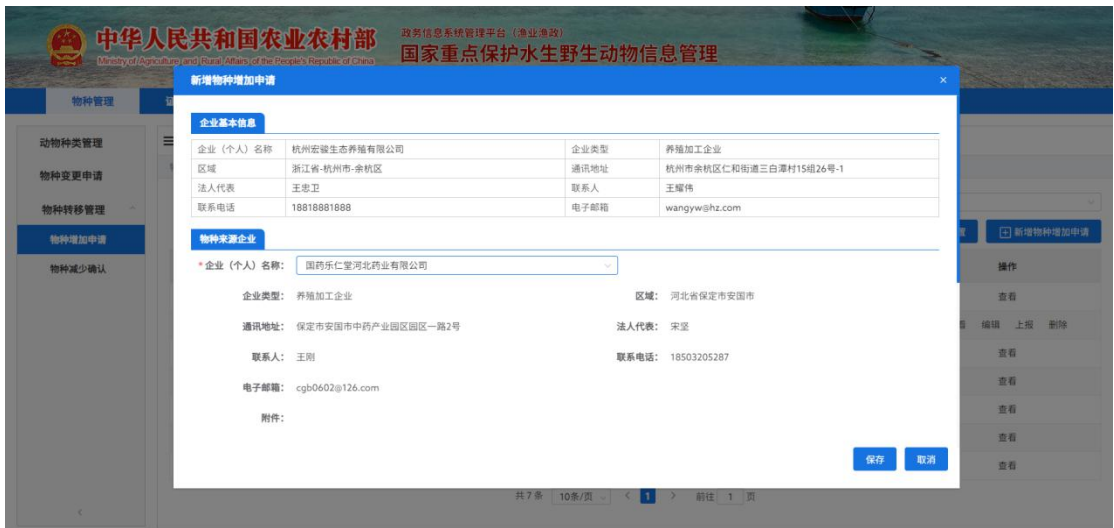 中华人民共和国农业农村部
Ministry of Agriculture and Rural Affairs of the People's Republic of China
政务信息系统管理平台（渔业渔政）
国家重点保护水生野生动物信息管理
物种管理
新增物种增加申请 ×
动物种类管理
物种变更申请
物种转移管理
物种增加申请
物种减少确认
企业基本信息
企业（个人）名称 杭州宏骏生态养殖有限公司 企业类型 养殖加工企业
区域 浙江省-杭州市-余杭区 通讯地址 杭州市余杭区仁和街道三白潭村15组26号-1
法人代表 王忠卫 联系人 王耀伟
联系电话 18818881888 电子邮箱 wangyw@hz.com
物种来源企业
*企业（个人）名称： 国药乐仁堂河北药业有限公司
企业类型： 养殖加工企业 区域： 河北省保定市安国市
通讯地址： 保定市安国市中药产业园区园区一路2号 法人代表： 宋坚
联系人： 王刚 联系电话： 18503205287
电子邮箱： cgb0602@126.com
附件：
保存 取消
新增物种增加申请
操作
查看
编辑 上报 删除
查看
查看
查看
查看
查看
共 7 条 10条/页 < 1 > 前往 1 页